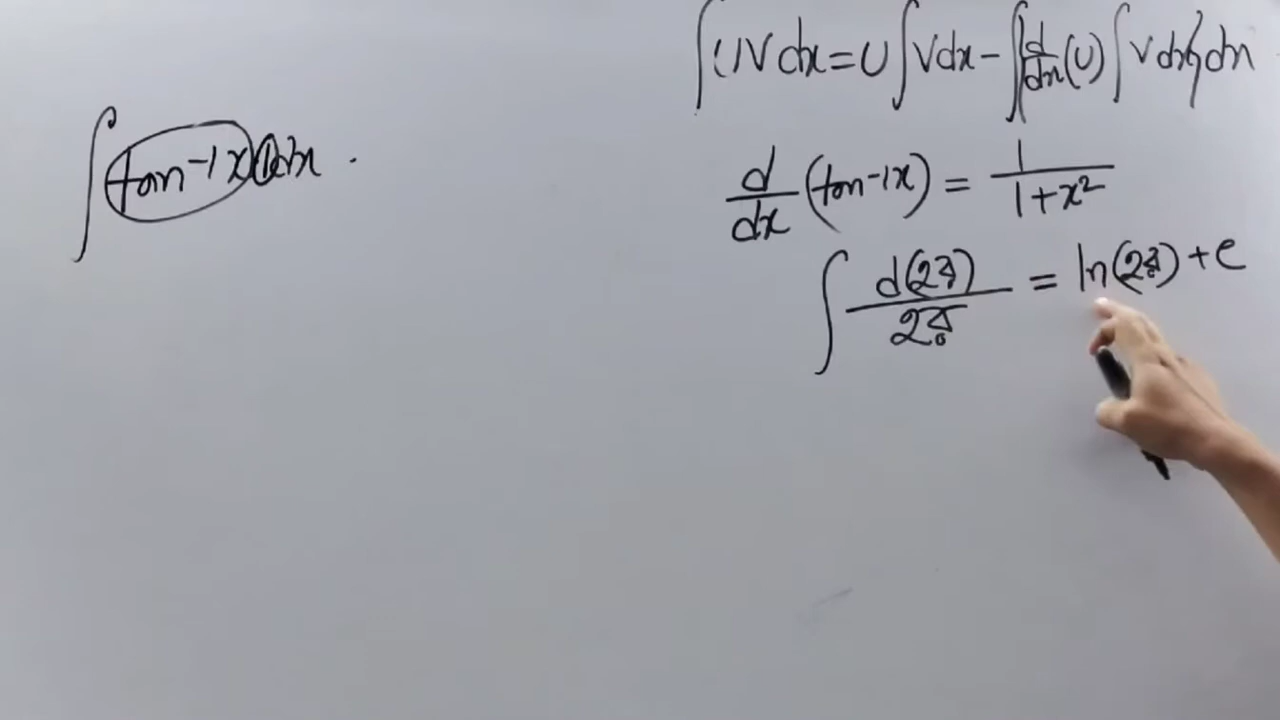 ∫ tan⁻¹x 1 dx .
∫ UV dx = U ∫ V dx - ∫ { d/dx (U) ∫ V dx } dx
d/dx (tan⁻¹x) = 1/(1+x²)
∫ d(হর)/হর = ln(হর) + c